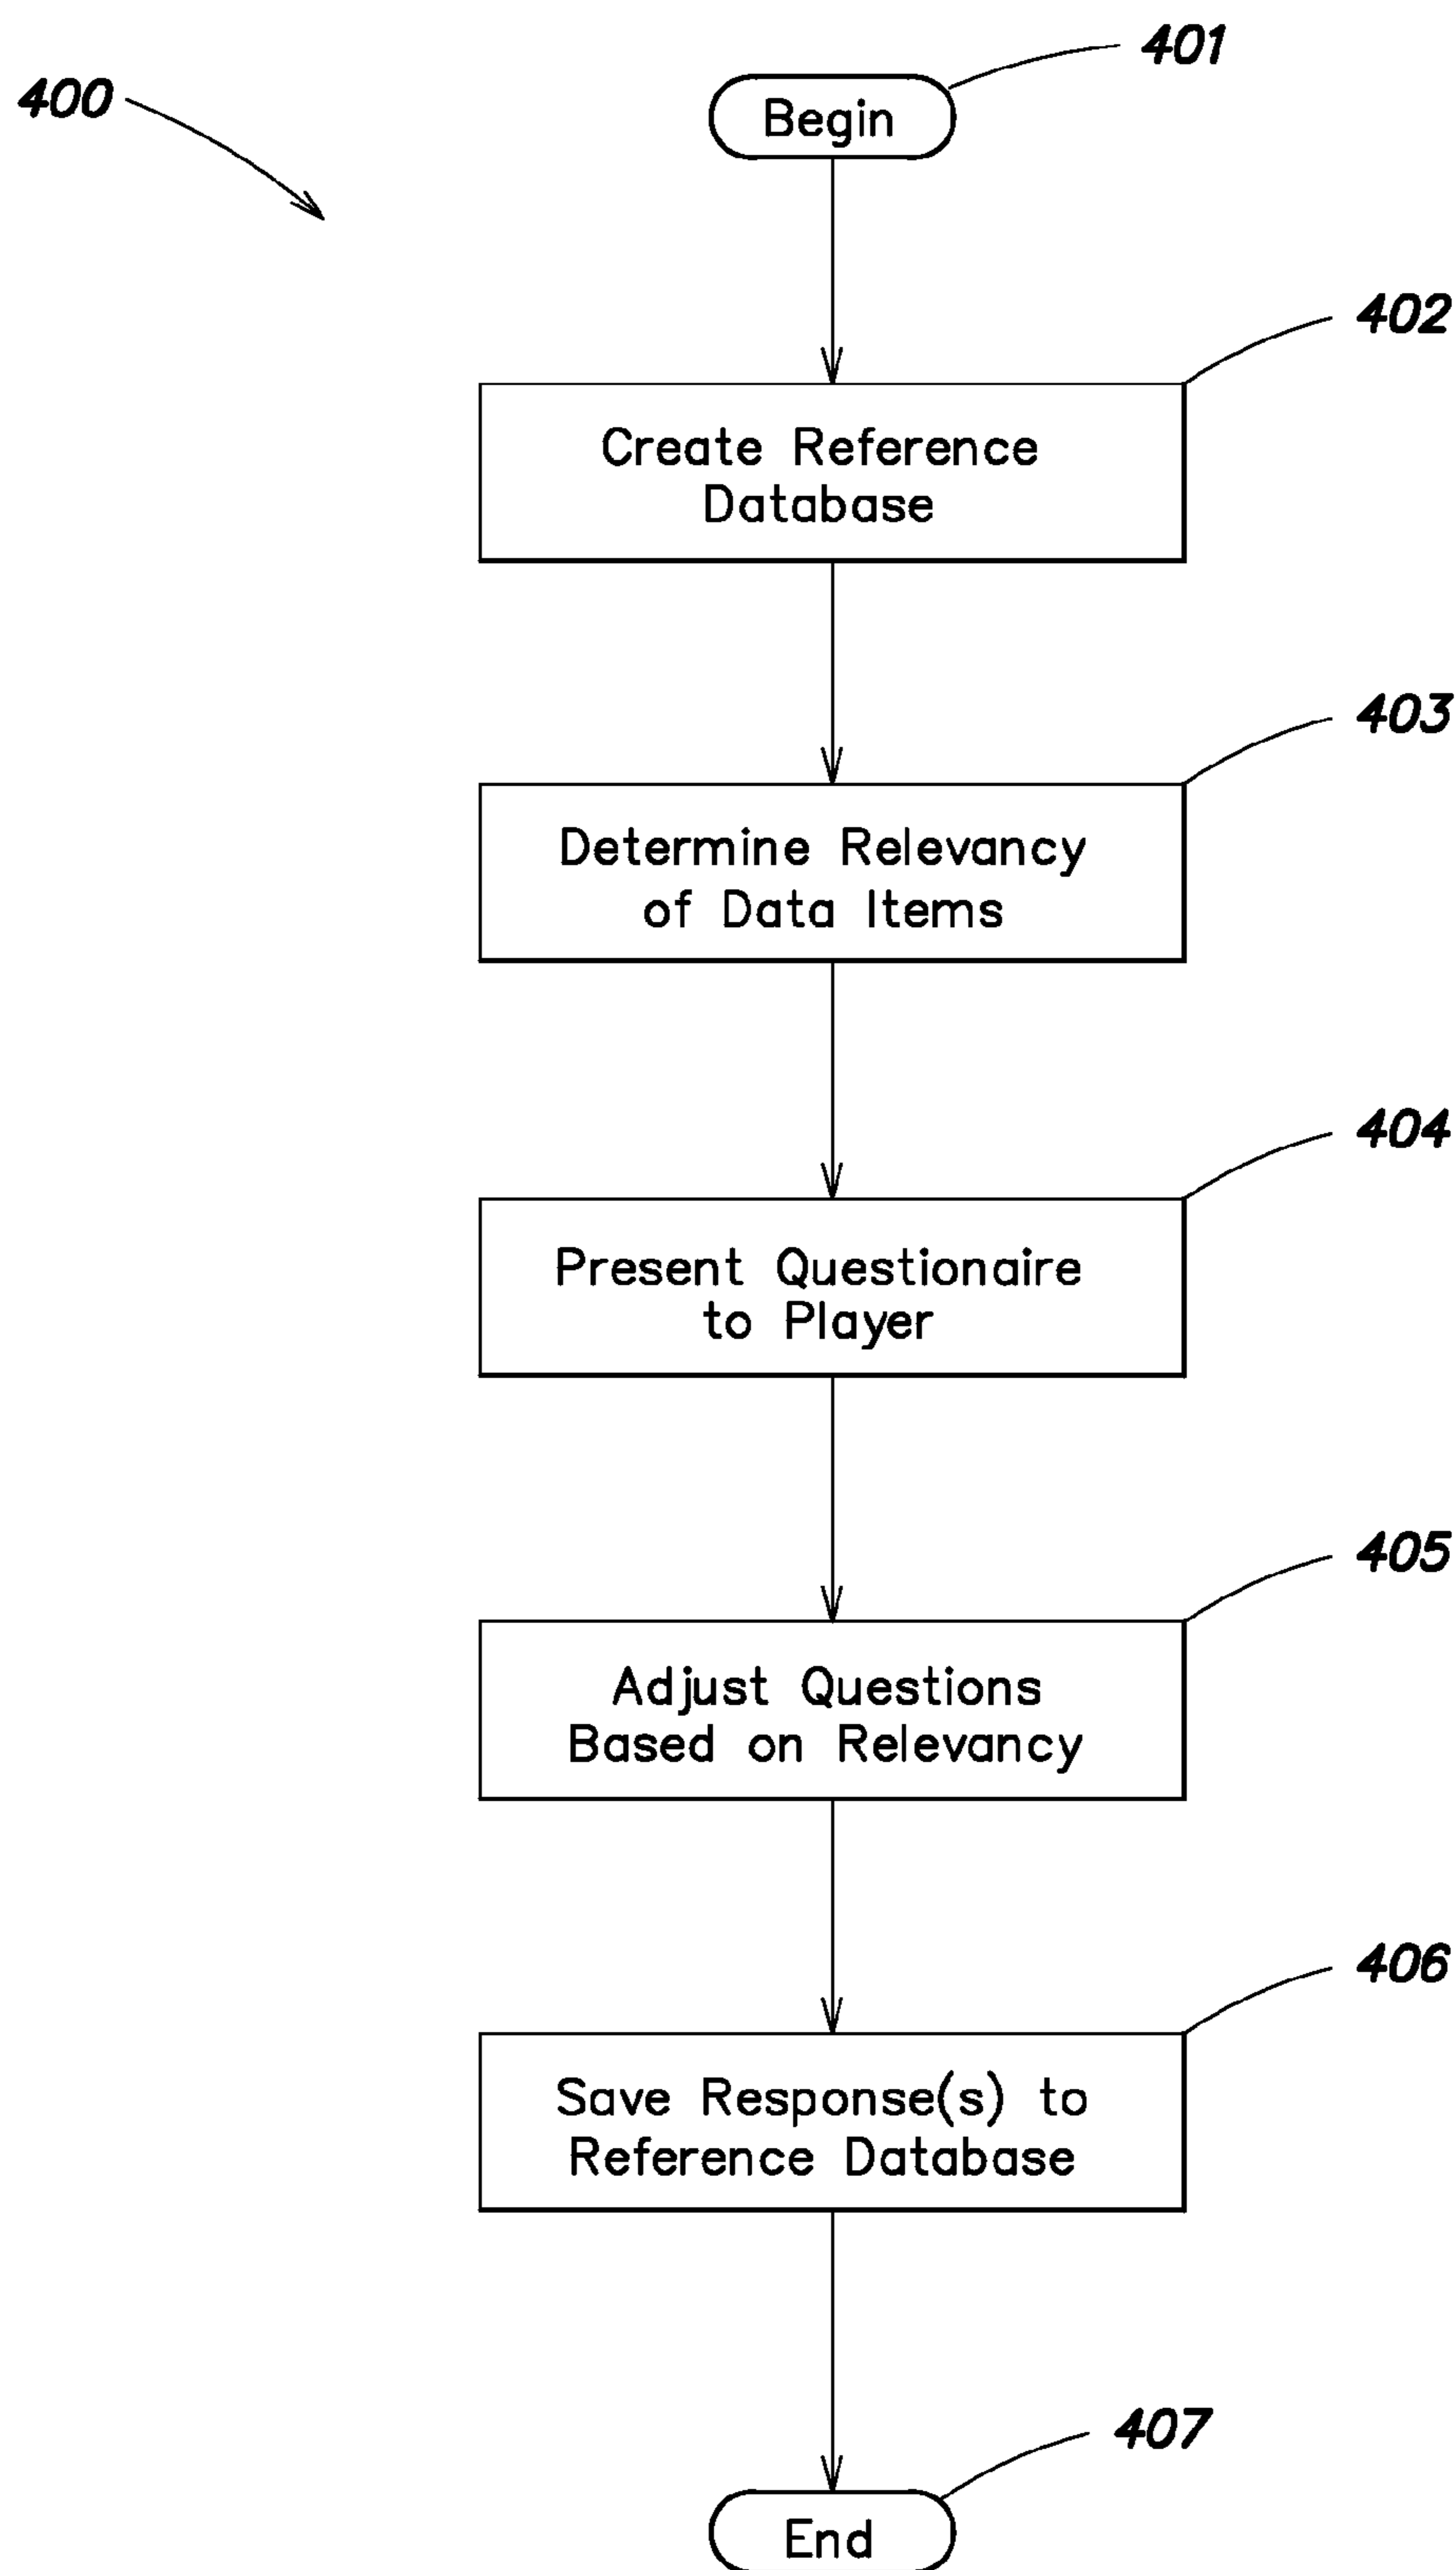 401
400
Begin
402
Create Reference
Database
403
Determine Relevancy
of Data Items
404
Present Questionaire
to Player
405
Adjust Questions
Based on Relevancy
406
Save Response(s) to
Reference Database
407
End